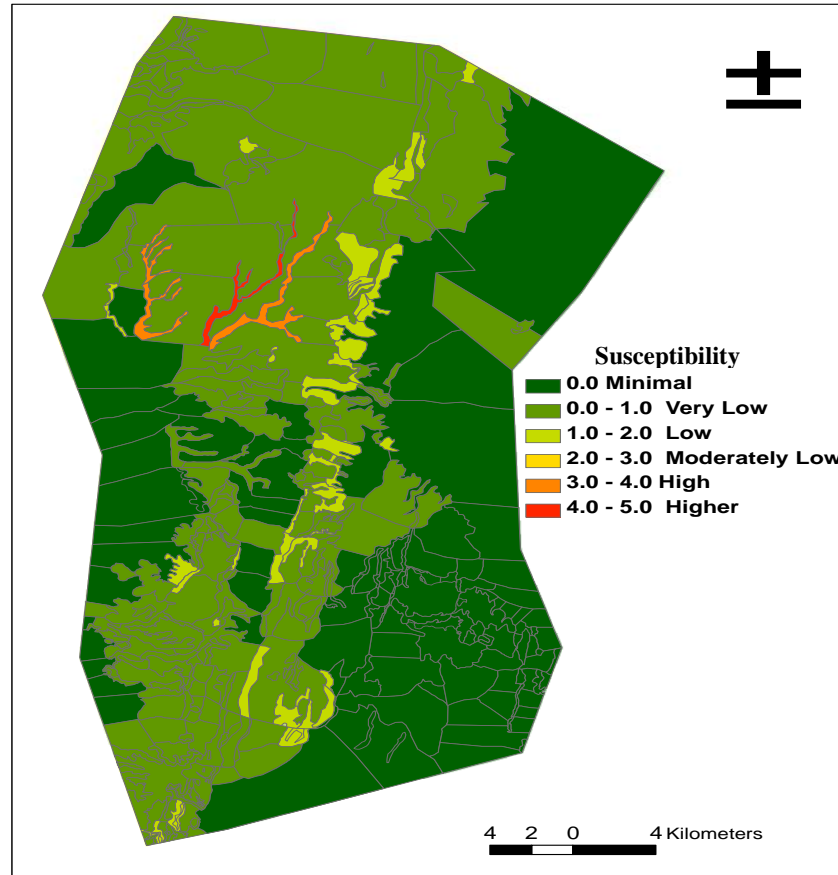 Susceptibility
0.0 Minimal
0.0 - 1.0 Very Low
1.0 - 2.0 Low
2.0 - 3.0 Moderately Low
3.0 - 4.0 High
4.0 - 5.0 Higher
4 2 0 4 Kilometers